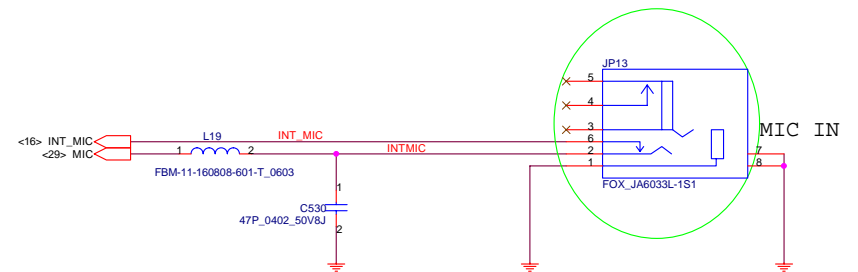 JP13
5
4
3
MIC IN
<16> INT_MIC
L19
INT_MIC
6
<29> MIC
1
2
INTMIC
2
7
1
8
FBM-11-160808-601-T_0603
FOX_JA6033L-1S1
1
C530
47P_0402_50V8J
2